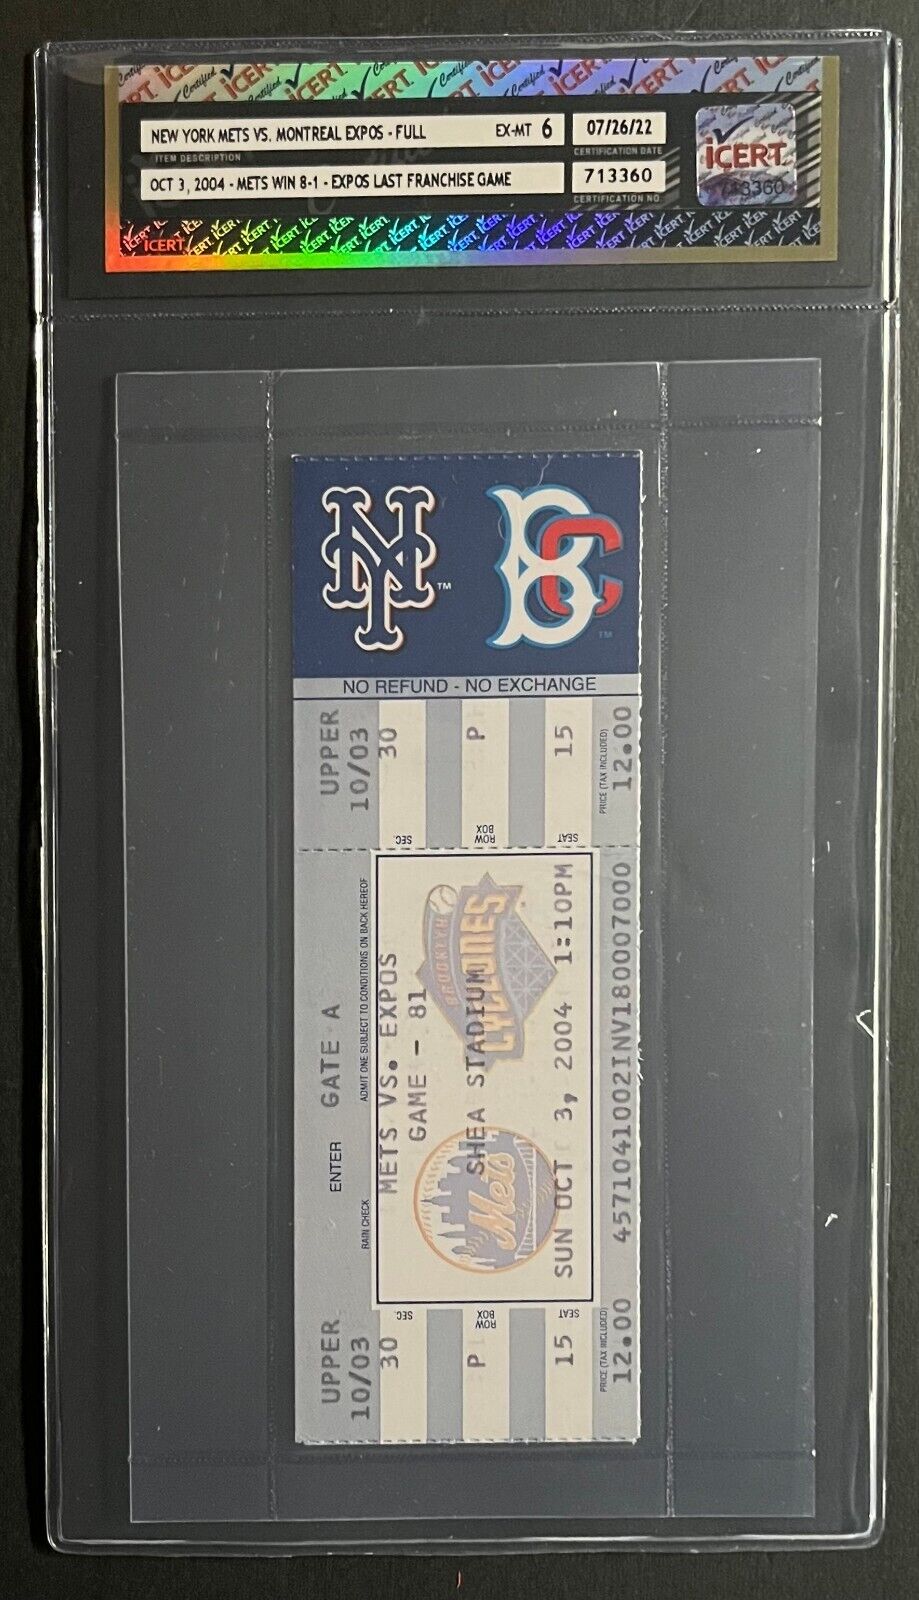 NEW YORK METS VS. MONTREAL EXPOS - FULL EX-MT 6
ITEM DESCRIPTION
OCT 3, 2004 - METS WIN 8-1 - EXPOS LAST FRANCHISE GAME
07/26/22
CERTIFICATION DATE
713360
CERTIFICATION NO.
iCERT
713360
iCERT
NY TM
BC TM
NO REFUND - NO EXCHANGE
UPPER
10/03
30
SEC.
P
ROW
BOX
15
SEAT
PRICE (TAX INCLUDED)
12.00
ENTER GATE A
RAIN CHECK ADMIT ONE SUBJECT TO CONDITIONS ON BACK HEREOF
METS VS. EXPOS
GAME - 81
Mets
SHEA STADIUM
BROOKLYN
CYCLONES
SUN OCT 3, 2004 1:10PM
4571041002INV180007000
UPPER
10/03
30
SEC.
P
ROW
BOX
15
SEAT
PRICE (TAX INCLUDED)
12.00